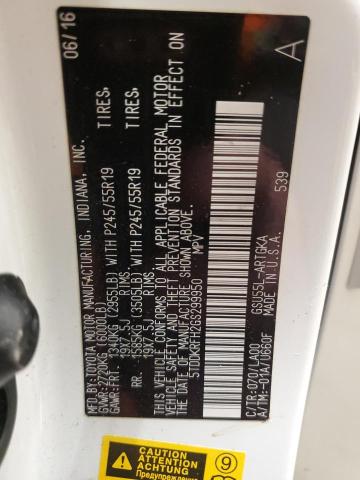 MFD. BY:TOYOTA MOTOR MANUFACTURING, INDIANA, INC. 06/16
GVWR:2720KG (6000LB)
GAWR:FRT. 1340KG (2955LB) WITH P245/55R19 TIRES,
19X7.5J RIMS,
RR. 1585KG (3505LB) WITH P245/55R19 TIRES,
19X7.5J RIMS,
THIS VEHICLE CONFORMS TO ALL APPLICABLE FEDERAL MOTOR
VEHICLE SAFETY AND THEFT PREVENTION STANDARDS IN EFFECT
ON THE DATE OF MANUFACTURE SHOWN ABOVE.
MPV A
539
C/TR:070/LA00 GSU55L-ARTGKA
A/TM:-01A/U660F MADE IN U.S.A.
CAUTION
ATTENTION
ACHTUNG
9